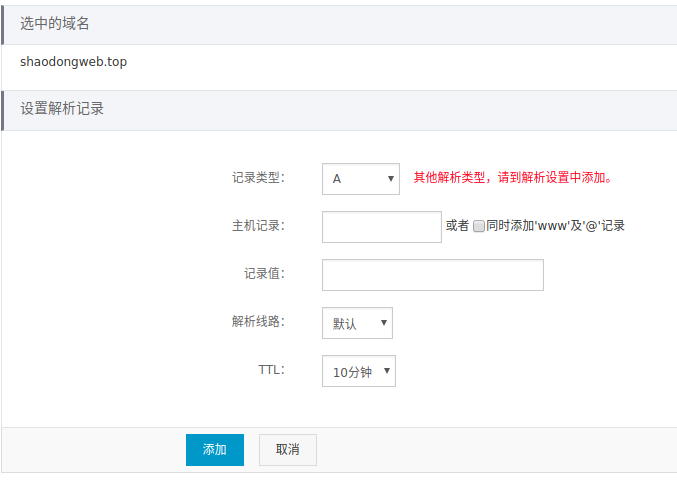 选中的域名
shaodongweb.top
设置解析记录
记录类型： A 其他解析类型，请到解析设置中添加。
主机记录： 或者 同时添加'www'及'@'记录
记录值：
解析线路： 默认
TTL： 10分钟
添加 取消